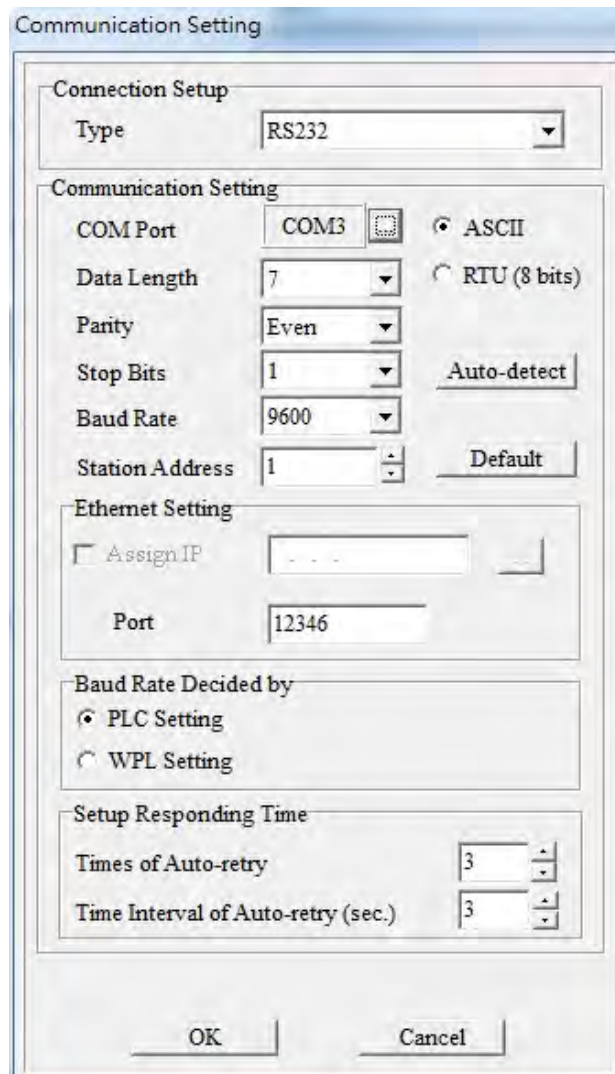 Communication Setting
Connection Setup
Type RS232
Communication Setting
COM Port COM3 ASCII
Data Length 7 RTU (8 bits)
Parity Even
Stop Bits 1 Auto-detect
Baud Rate 9600
Station Address 1 Default
Ethernet Setting
Assign IP . . . ...
Port 12346
Baud Rate Decided by
PLC Setting
WPL Setting
Setup Responding Time
Times of Auto-retry 3
Time Interval of Auto-retry (sec.) 3
OK Cancel